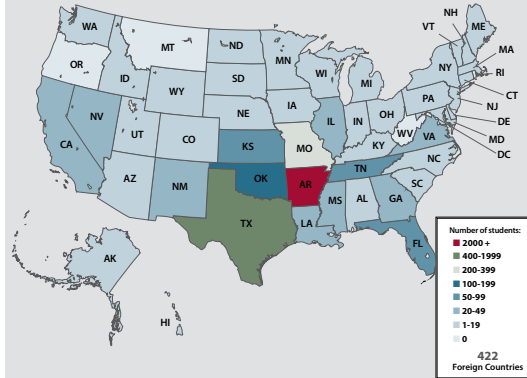 NH
WA
VT
ME
MT
ND
MN
MA
OR
NY
ID
SD
WI
RI
WY
MI
CT
IA
PA
NJ
NE
NV
OH
IL
IN
DE
UT
WV
CO
VA
MD
CA
KS
MO
KY
DC
NC
TN
AZ
OK
NM
AR
SC
MS
AL
GA
TX
LA
FL
AK
HI
Number of students:
2000 +
400-1999
200-399
100-199
50-99
20-49
1-19
0
422
Foreign Countries